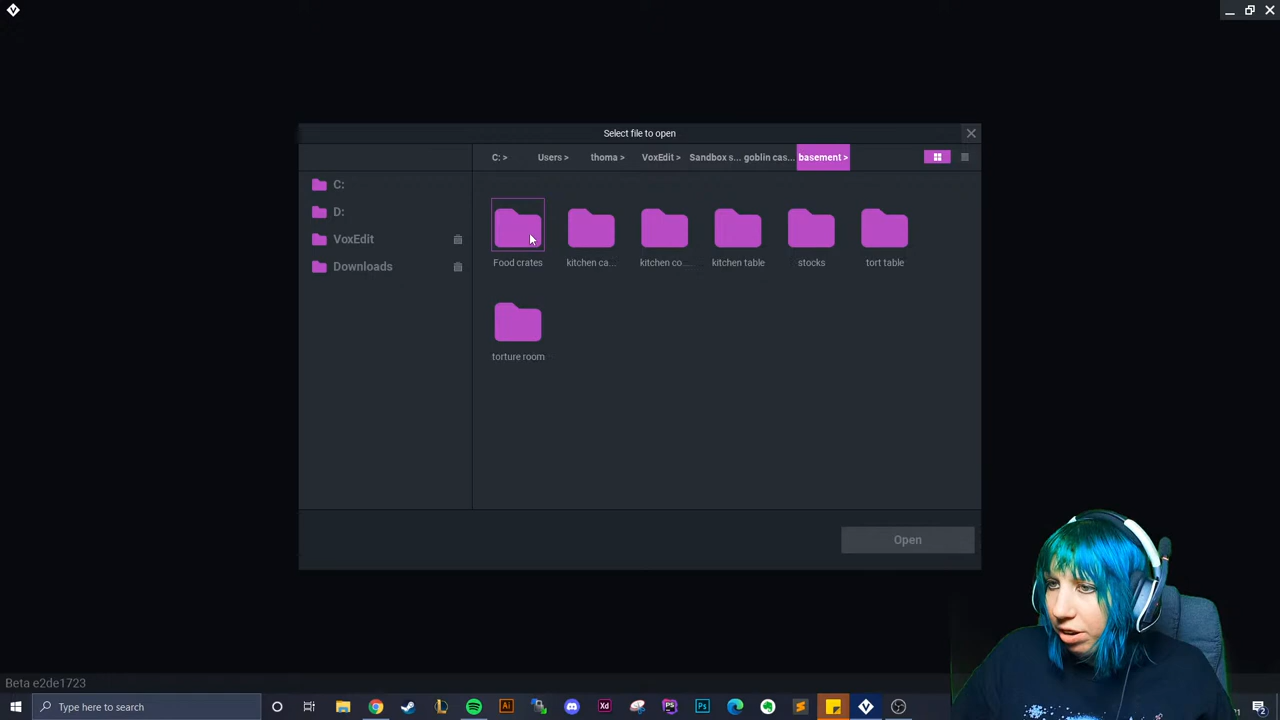 Select file to open
C: > Users > thoma > VoxEdit > Sandbox s... goblin cas... basement >
C:
D:
VoxEdit
Downloads
Food crates kitchen ca... kitchen co... kitchen table stocks tort table
torture room
Open
Beta e2de1723
Type here to search